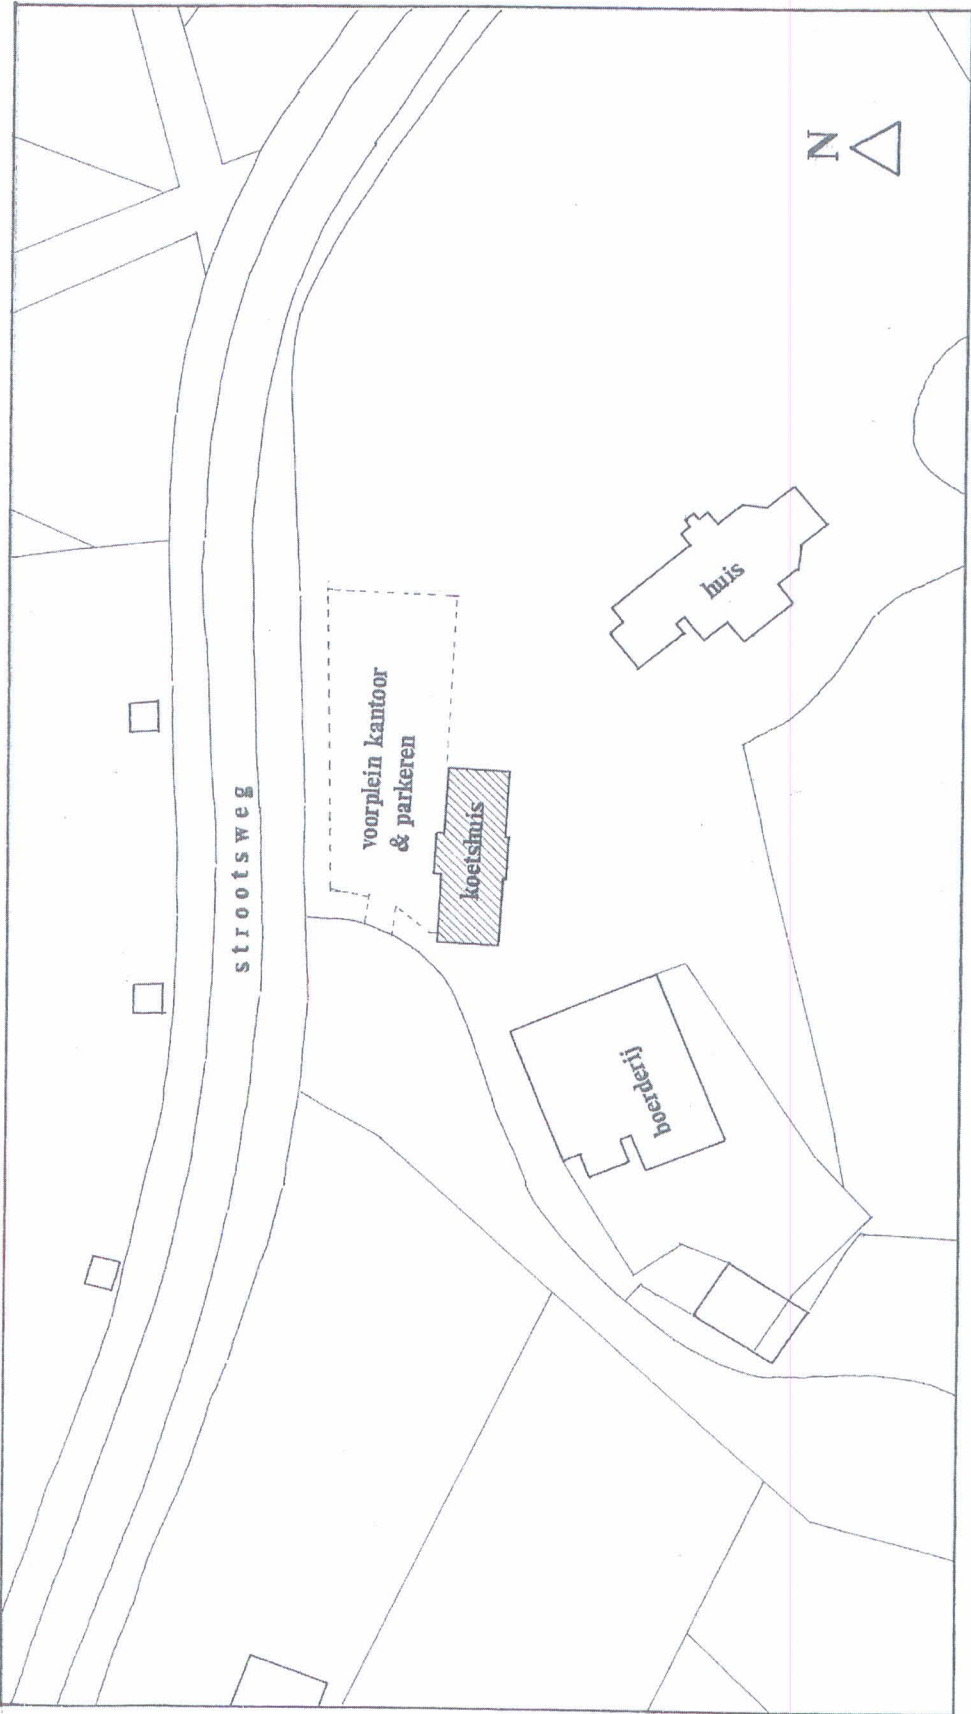 N
strootsweg
voorplein kantoor
& parkeren
koetshuis
huis
boerderij